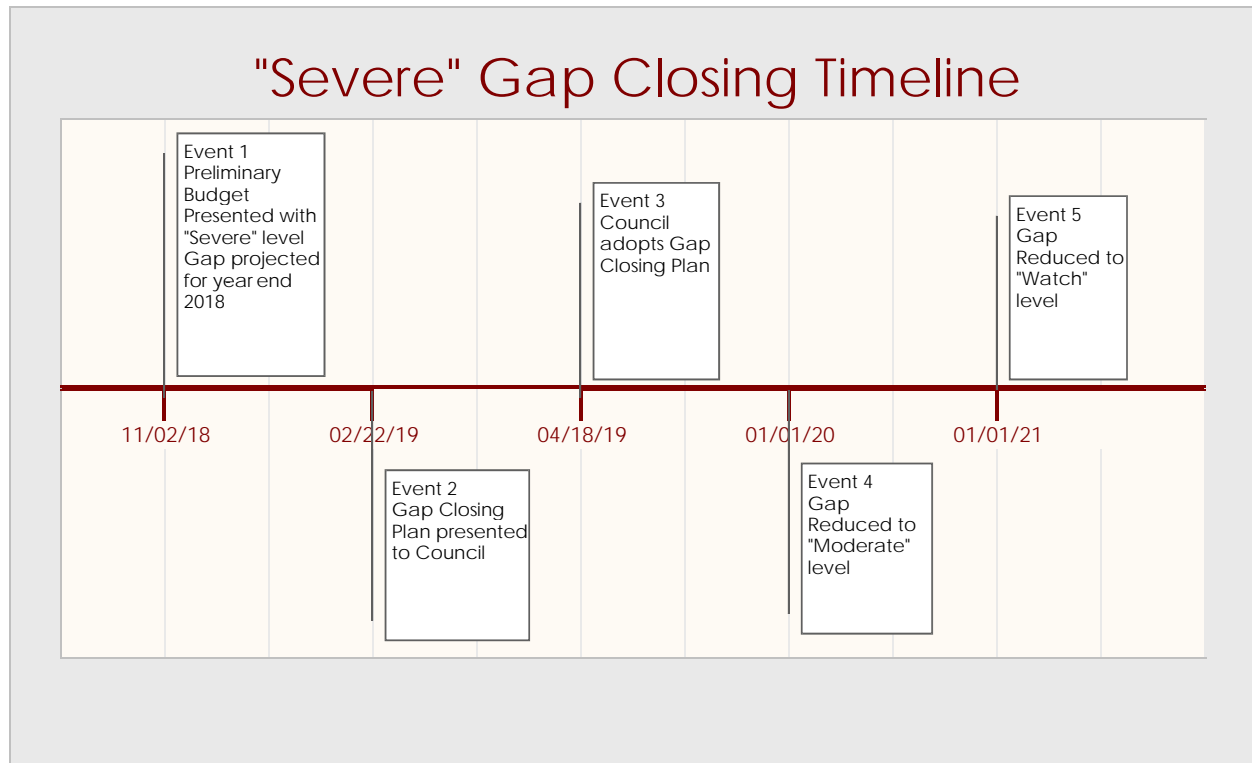 "Severe" Gap Closing Timeline
Event 1
Preliminary
Budget
Presented with
"Severe" level
Gap projected
for year end
2018
Event 3
Council
adopts Gap
Closing Plan
Event 5
Gap
Reduced to
"Watch"
level
11/02/18
02/22/19
04/18/19
01/01/20
01/01/21
Event 2
Gap Closing
Plan presented
to Council
Event 4
Gap
Reduced to
"Moderate"
level